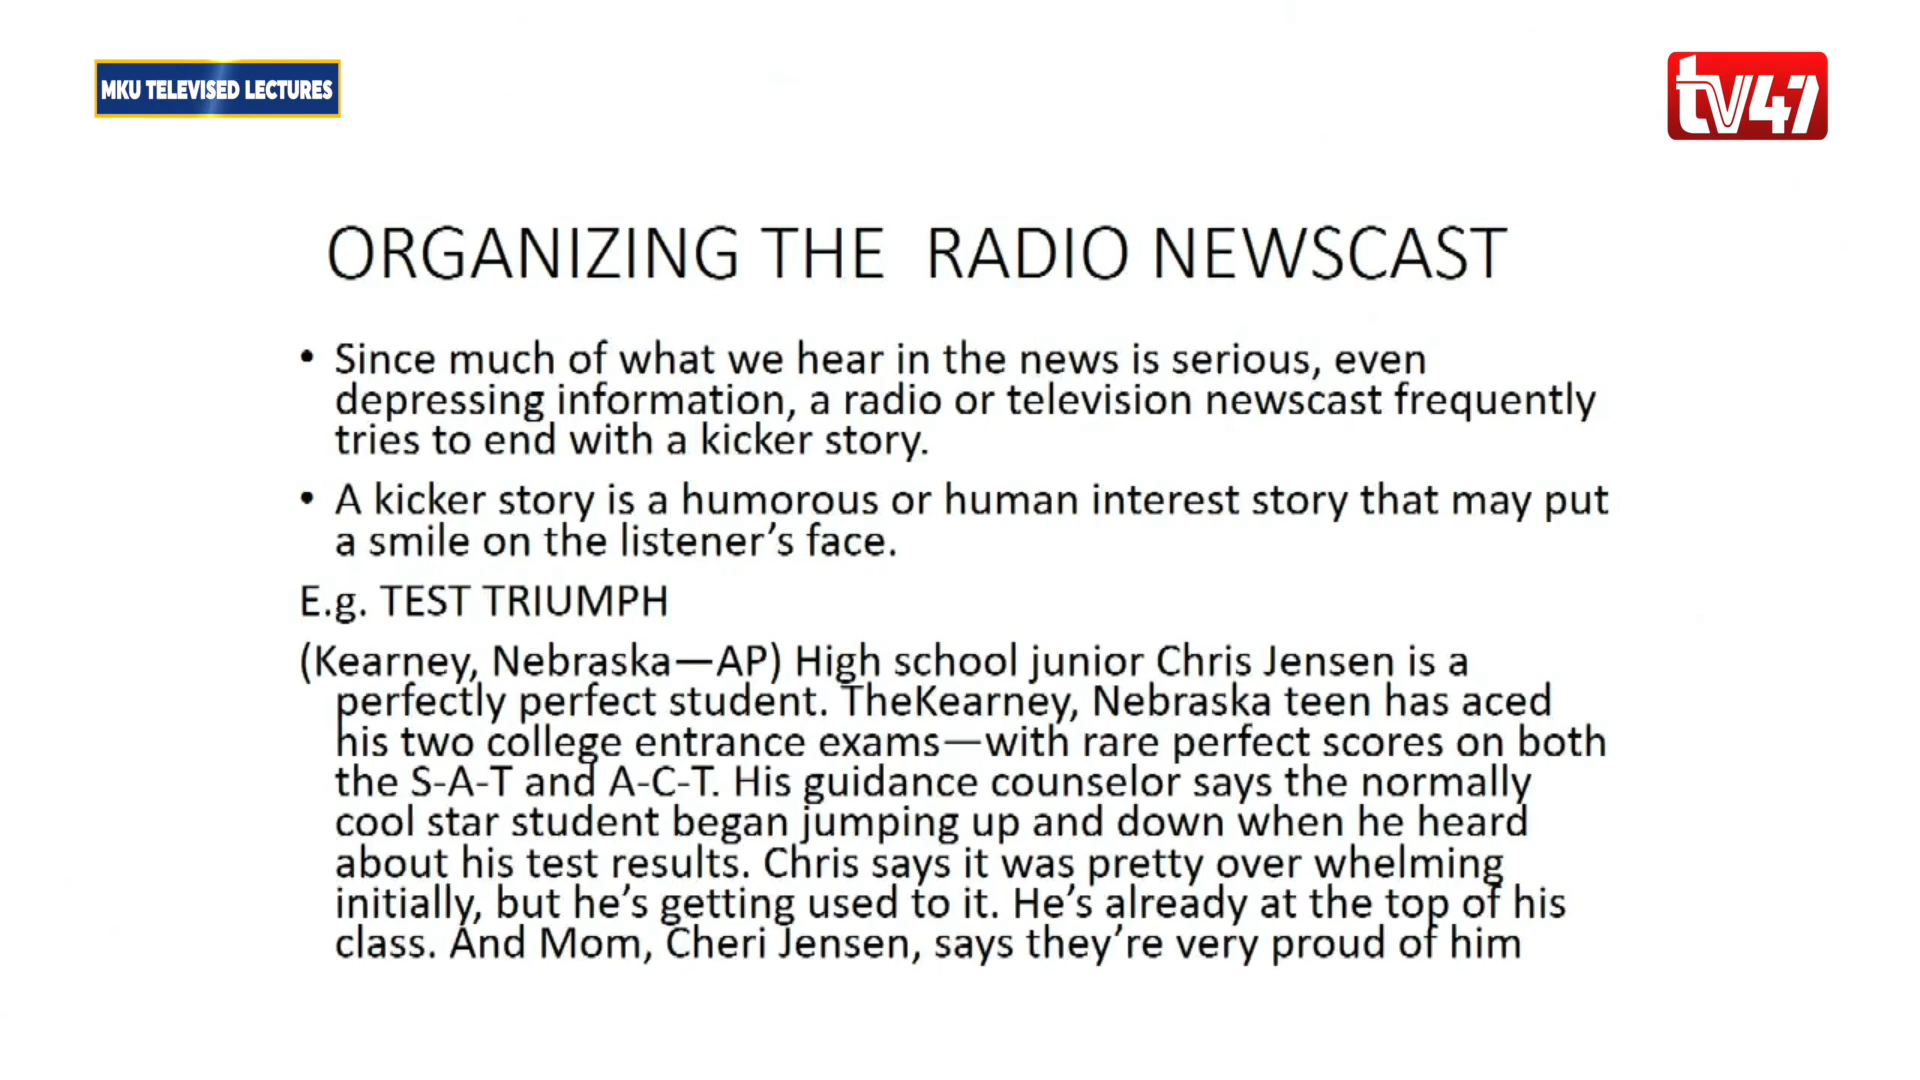 MKU TELEVISED LECTURES
tv47
ORGANIZING THE RADIO NEWSCAST
• Since much of what we hear in the news is serious, even
depressing information, a radio or television newscast frequently
tries to end with a kicker story.
• A kicker story is a humorous or human interest story that may put
a smile on the listener’s face.
E.g. TEST TRIUMPH
(Kearney, Nebraska—AP) High school junior Chris Jensen is a
perfectly perfect student. TheKearney, Nebraska teen has aced
his two college entrance exams—with rare perfect scores on both
the S-A-T and A-C-T. His guidance counselor says the normally
cool star student began jumping up and down when he heard
about his test results. Chris says it was pretty over whelming
initially, but he’s getting used to it. He’s already at the top of his
class. And Mom, Cheri Jensen, says they’re very proud of him